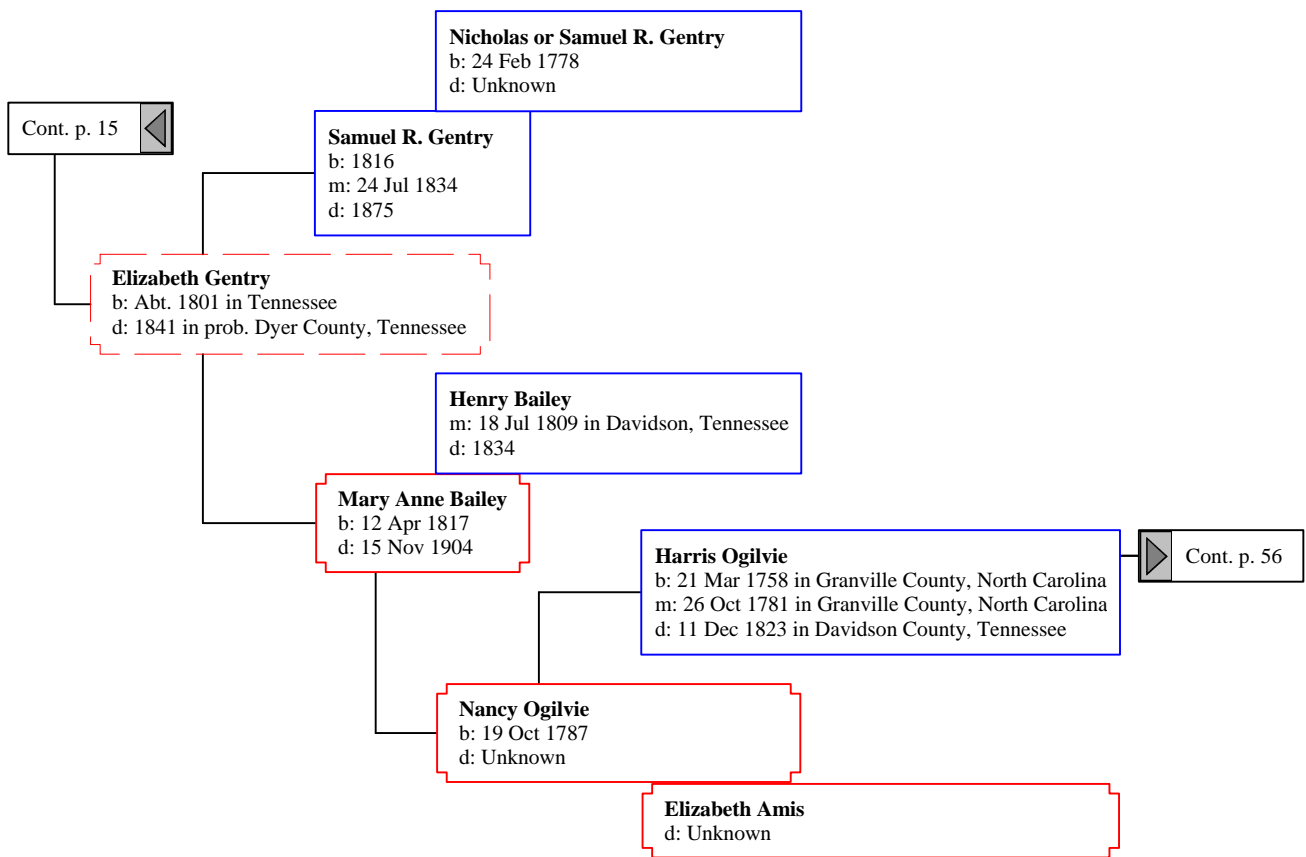 Nicholas or Samuel R. Gentry
b: 24 Feb 1778
d: Unknown
Cont. p. 15
Samuel R. Gentry
b: 1816
m: 24 Jul 1834
d: 1875
Elizabeth Gentry
b: Abt. 1801 in Tennessee
d: 1841 in prob. Dyer County, Tennessee
Henry Bailey
m: 18 Jul 1809 in Davidson, Tennessee
d: 1834
Mary Anne Bailey
b: 12 Apr 1817
d: 15 Nov 1904
Harris Ogilvie
b: 21 Mar 1758 in Granville County, North Carolina
m: 26 Oct 1781 in Granville County, North Carolina
d: 11 Dec 1823 in Davidson County, Tennessee
Cont. p. 56
Nancy Ogilvie
b: 19 Oct 1787
d: Unknown
Elizabeth Amis
d: Unknown